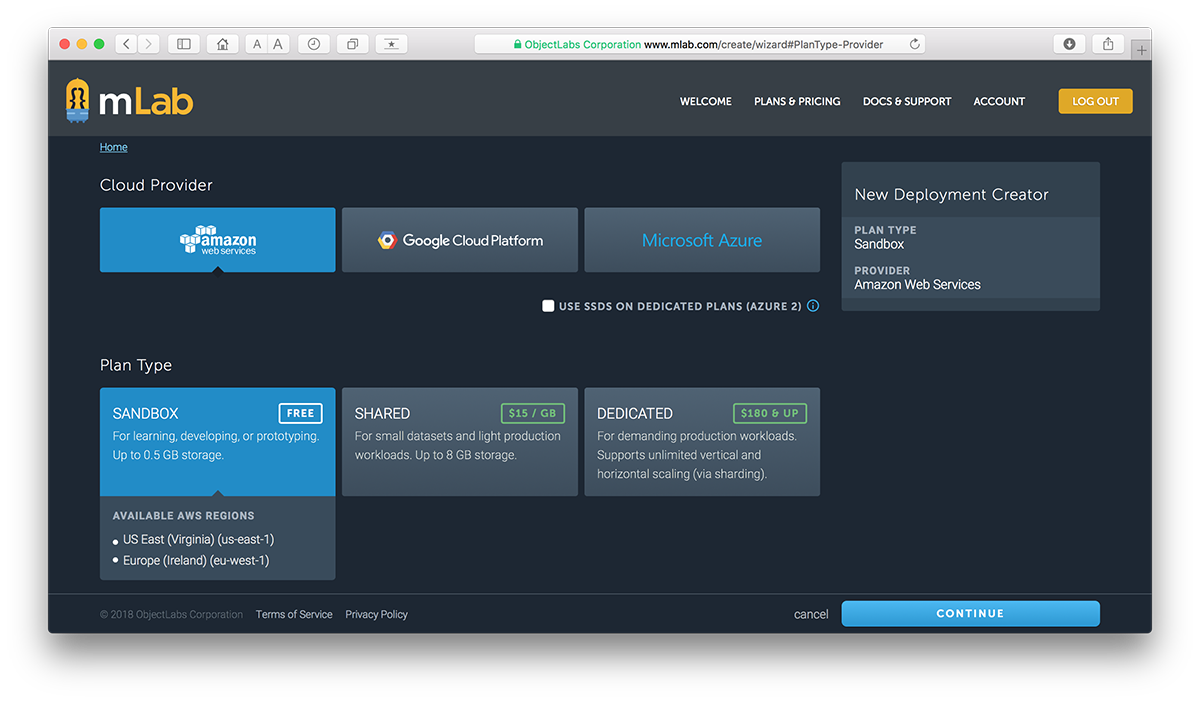 A A
ObjectLabs Corporation www.mlab.com/create/wizard#PlanType-Provider
mLab
WELCOME PLANS & PRICING DOCS & SUPPORT ACCOUNT LOG OUT
Home
Cloud Provider
amazon
web services
Google Cloud Platform
Microsoft Azure
USE SSDS ON DEDICATED PLANS (AZURE 2)
New Deployment Creator
PLAN TYPE
Sandbox
PROVIDER
Amazon Web Services
Plan Type
SANDBOX FREE
For learning, developing, or prototyping.
Up to 0.5 GB storage.
SHARED $15 / GB
For small datasets and light production
workloads. Up to 8 GB storage.
DEDICATED $180 & UP
For demanding production workloads.
Supports unlimited vertical and
horizontal scaling (via sharding).
AVAILABLE AWS REGIONS
US East (Virginia) (us-east-1)
Europe (Ireland) (eu-west-1)
© 2018 ObjectLabs Corporation Terms of Service Privacy Policy
cancel CONTINUE